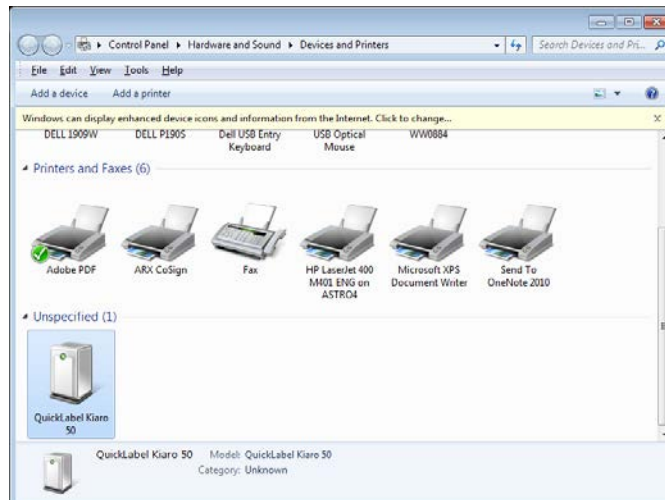 Control Panel ▸ Hardware and Sound ▸ Devices and Printers
Search Devices and Pri...
File Edit View Tools Help
Add a device Add a printer
Windows can display enhanced device icons and information from the Internet. Click to change...
DELL 1909W DELL P190S Dell USB Entry Keyboard USB Optical Mouse WW0884
Printers and Faxes (6)
Adobe PDF ARX CoSign Fax HP LaserJet 400 Microsoft XPS Send To
M401 ENG on Document Writer OneNote 2010
ASTRO4
Unspecified (1)
QuickLabel Kiaro
50
QuickLabel Kiaro 50 Model: QuickLabel Kiaro 50
Category: Unknown